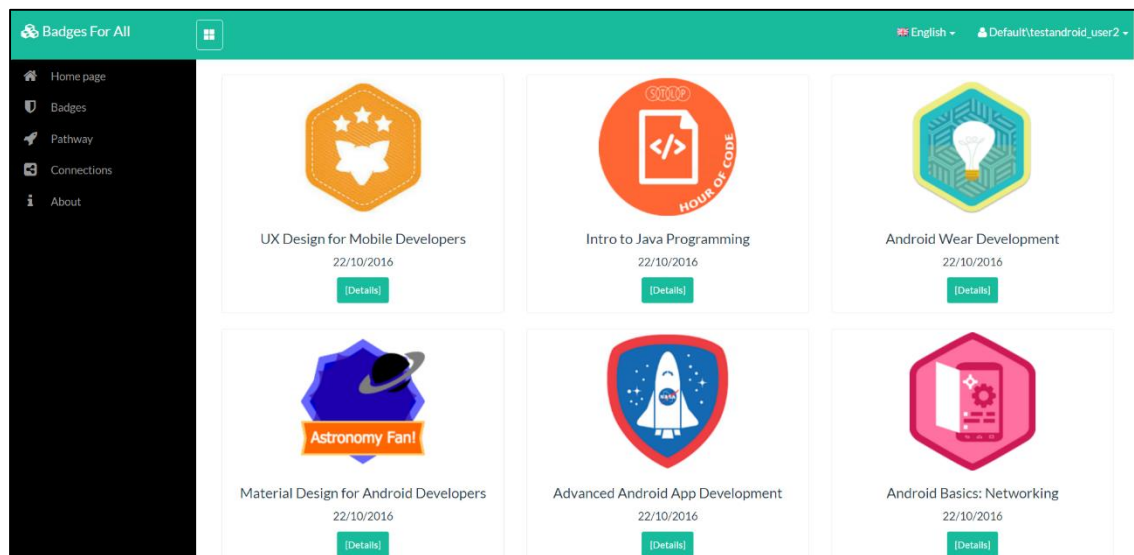 Badges For All
English
Default\testandroid_user2
Home page
Badges
Pathway
Connections
About
STLP
</>
HOUR OF CODE
UX Design for Mobile Developers
22/10/2016
[Details]
Intro to Java Programming
22/10/2016
[Details]
Android Wear Development
22/10/2016
[Details]
Astronomy Fan!
NASA
Material Design for Android Developers
22/10/2016
[Details]
Advanced Android App Development
22/10/2016
[Details]
Android Basics: Networking
22/10/2016
[Details]